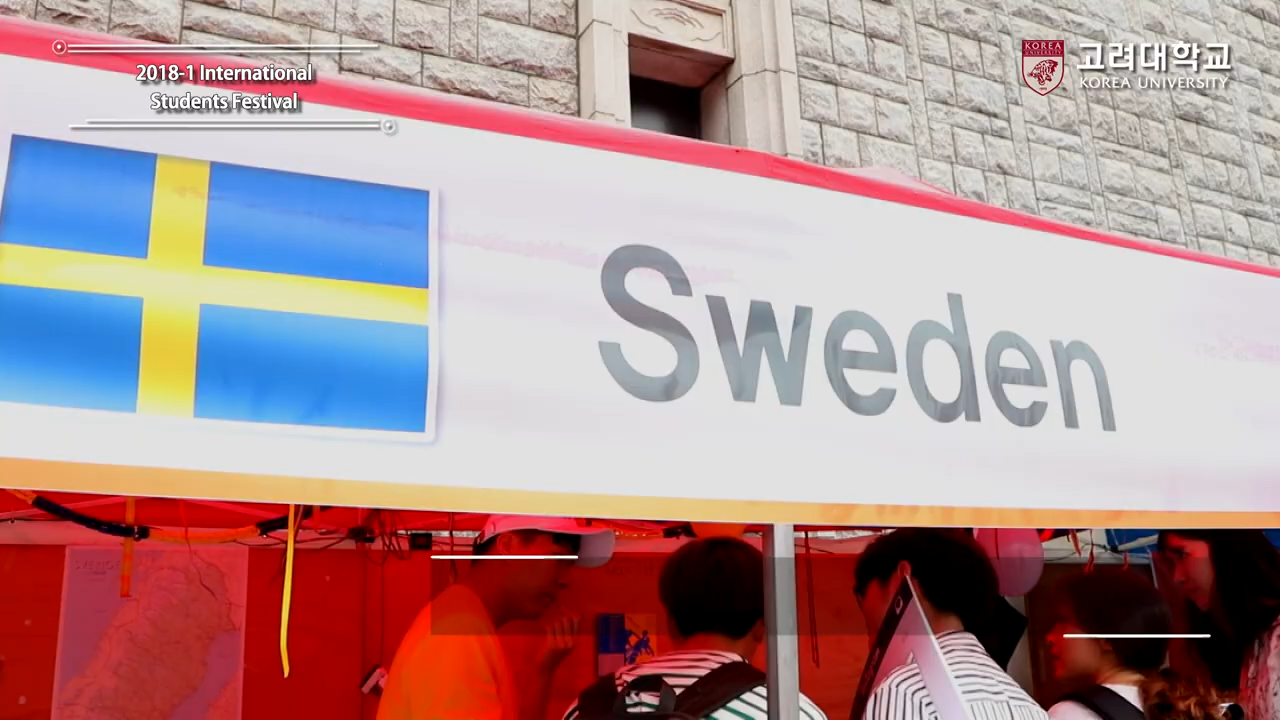 2018-1 International
Students Festival
KOREA
UNIVERSITY
고려대학교
KOREA UNIVERSITY
Sweden